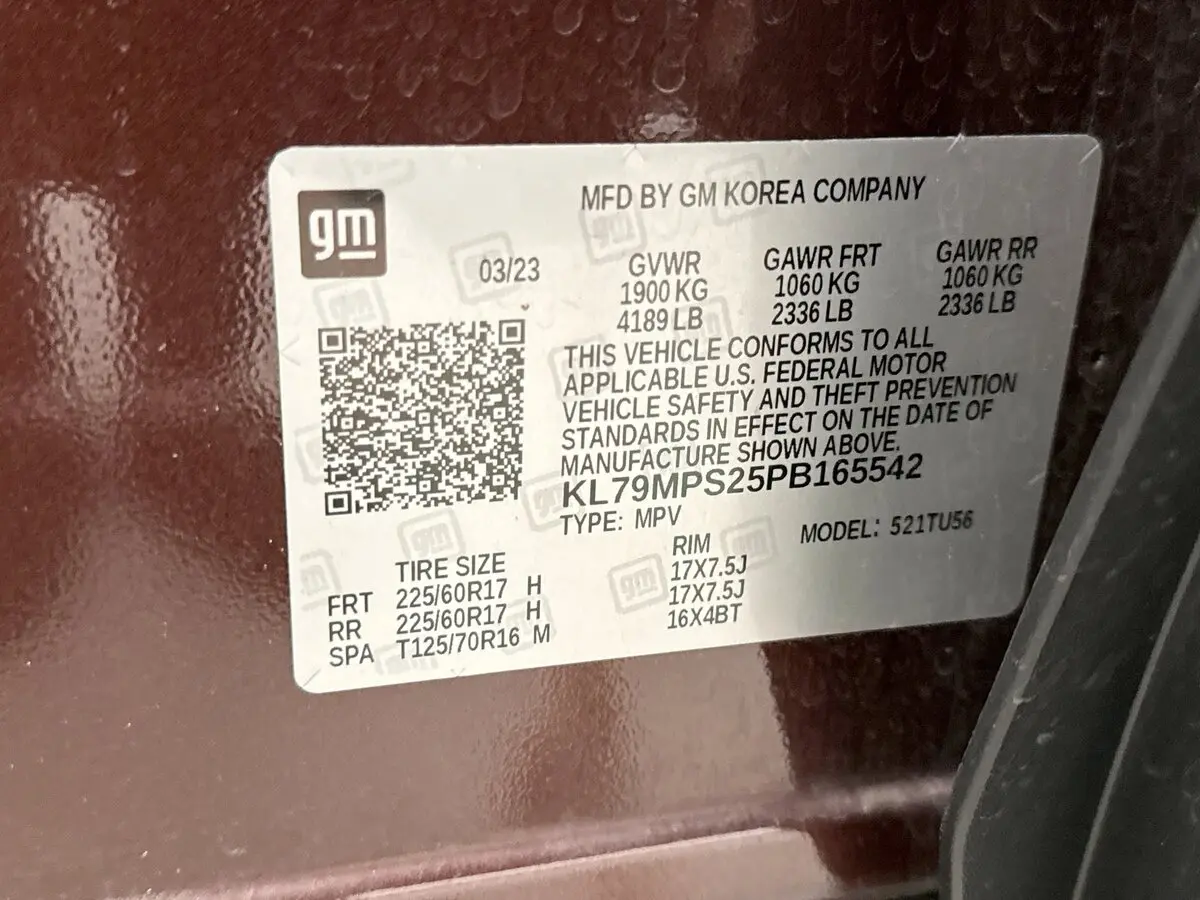 gm
MFD BY GM KOREA COMPANY
03/23
GVWR GAWR FRT GAWR RR
1900 KG 1060 KG 1060 KG
4189 LB 2336 LB 2336 LB
THIS VEHICLE CONFORMS TO ALL
APPLICABLE U.S. FEDERAL MOTOR
VEHICLE SAFETY AND THEFT PREVENTION
STANDARDS IN EFFECT ON THE DATE OF
MANUFACTURE SHOWN ABOVE.
KL79MPS25PB165542
TYPE: MPV MODEL: 521TU56
TIRE SIZE RIM
FRT 225/60R17 H 17X7.5J
RR 225/60R17 H 17X7.5J
SPA T125/70R16 M 16X4BT